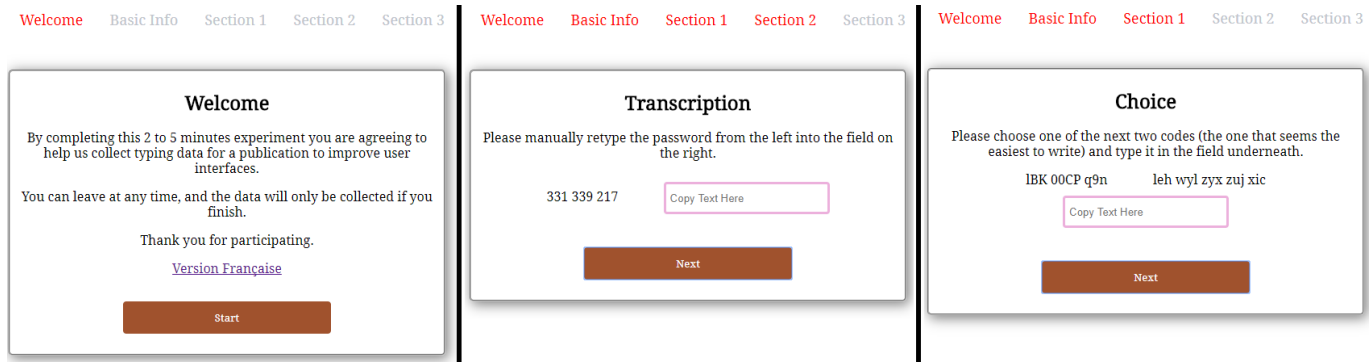 Welcome Basic Info Section 1 Section 2 Section 3
Welcome
By completing this 2 to 5 minutes experiment you are agreeing to
help us collect typing data for a publication to improve user
interfaces.
You can leave at any time, and the data will only be collected if you
finish.
Thank you for participating.
Version Française
Start
Welcome Basic Info Section 1 Section 2 Section 3
Transcription
Please manually retype the password from the left into the field on
the right.
331 339 217 Copy Text Here
Next
Welcome Basic Info Section 1 Section 2 Section 3
Choice
Please choose one of the next two codes (the one that seems the
easiest to write) and type it in the field underneath.
lBK 00CP q9n leh wyl zyx zuj xic
Copy Text Here
Next